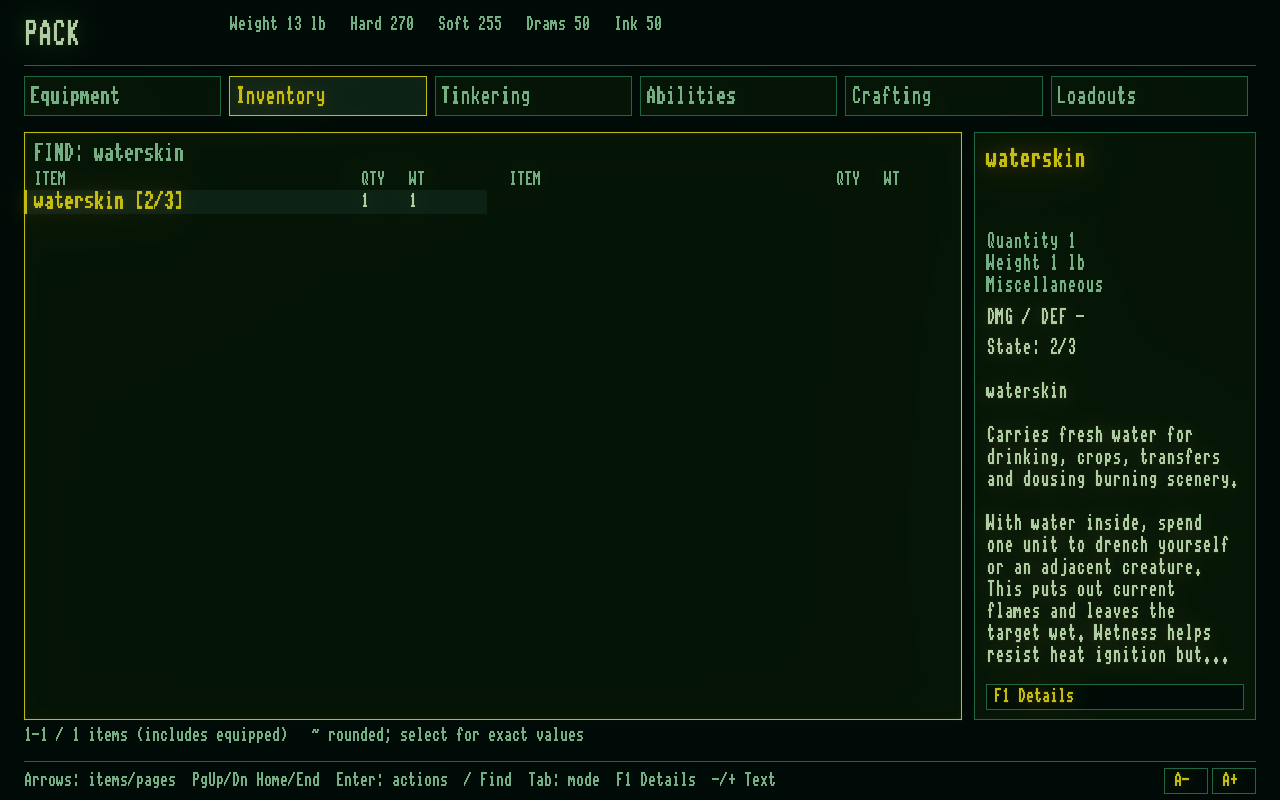 PACK
Weight 13 lb Hard 270 Soft 255 Drams 50 Ink 50
Equipment Inventory Tinkering Abilities Crafting Loadouts
FIND: waterskin
ITEM QTY WT ITEM QTY WT
waterskin [2/3] 1 1
waterskin
Quantity 1
Weight 1 lb
Miscellaneous
DMG / DEF -
State: 2/3
waterskin
Carries fresh water for
drinking, crops, transfers
and dousing burning scenery.
With water inside, spend
one unit to drench yourself
or an adjacent creature.
This puts out current
flames and leaves the
target wet. Wetness helps
resist heat ignition but...
F1 Details
1-1 / 1 items (includes equipped) ~ rounded; select for exact values
Arrows: items/pages PgUp/Dn Home/End Enter: actions / Find Tab: mode F1 Details -/+ Text
A- A+